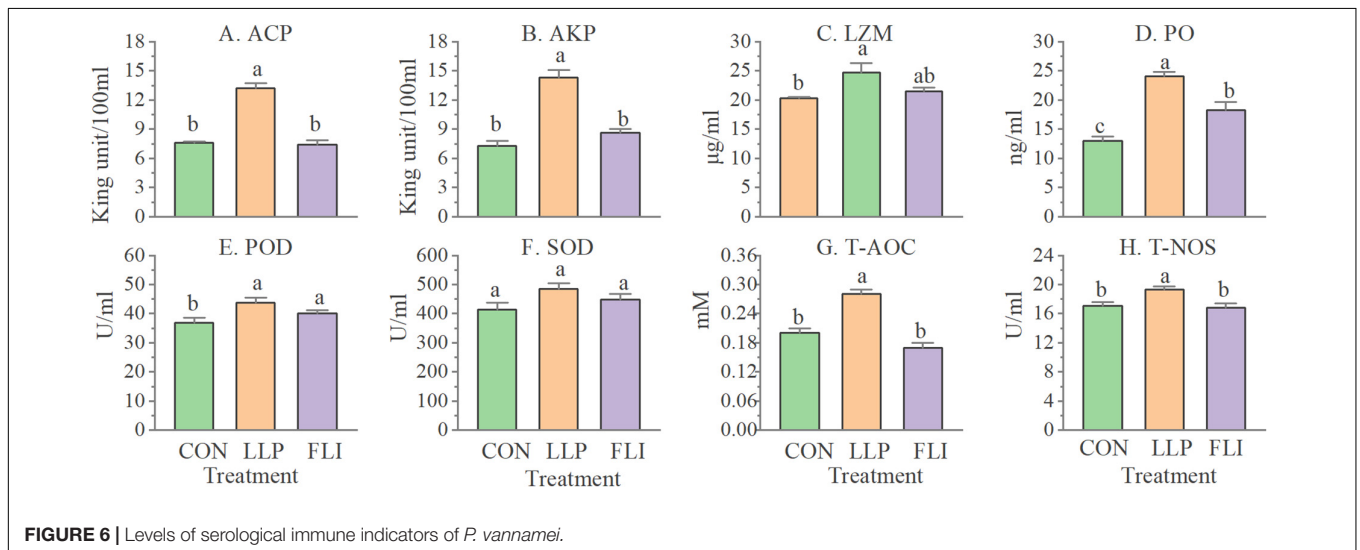 A. ACP
B. AKP
C. LZM
D. PO
King unit/100ml
18
15
12
9
6
3
0
b
a
b
King unit/100ml
18
15
12
9
6
3
0
b
a
b
µg/ml
30
25
20
15
10
5
0
b
a
ab
ng/ml
30
25
20
15
10
5
0
c
a
b
E. POD
F. SOD
G. T-AOC
H. T-NOS
U/ml
60
50
40
30
20
10
0
b
a
a
CON LLP FLI
Treatment
U/ml
600
500
400
300
200
100
0
a
a
a
CON LLP FLI
Treatment
mM
0.36
0.30
0.24
0.18
0.12
0.06
0.00
b
a
b
CON LLP FLI
Treatment
U/ml
24
20
16
12
8
4
0
b
a
b
CON LLP FLI
Treatment
FIGURE 6 | Levels of serological immune indicators of P. vannamei.